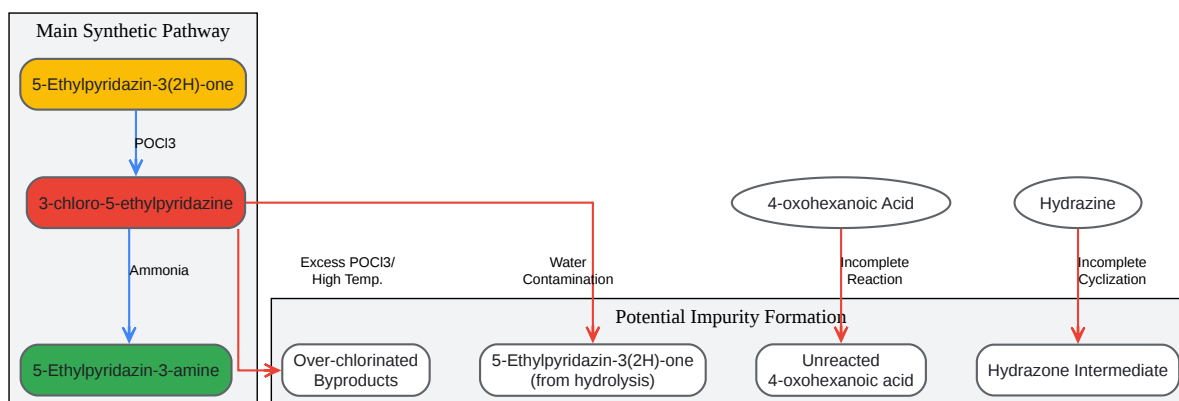 Main Synthetic Pathway
5-Ethylpyridazin-3(2H)-one
POCl3
3-chloro-5-ethylpyridazine
4-oxohexanoic Acid
Hydrazine
Ammonia
Excess POCl3/
High Temp.
Water
Contamination
Incomplete
Reaction
Incomplete
Cyclization
Potential Impurity Formation
5-Ethylpyridazin-3-amine
Over-chlorinated
Byproducts
5-Ethylpyridazin-3(2H)-one
(from hydrolysis)
Unreacted
4-oxohexanoic acid
Hydrazone Intermediate